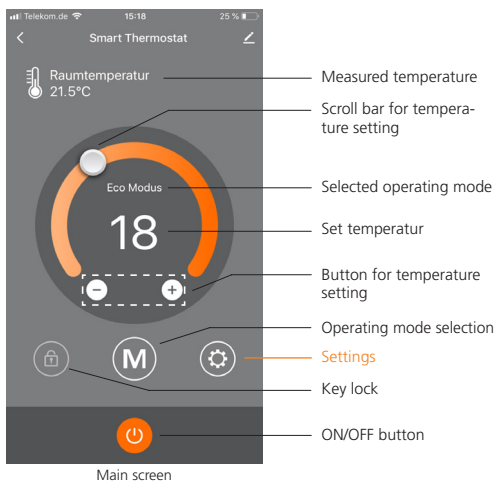 Telekom.de 15:18 25 %
Smart Thermostat
Raumtemperatur
21.5°C
Measured temperature
Scroll bar for tempera-
ture setting
Eco Modus
Selected operating mode
18
Set temperatur
Button for temperature
setting
− +
Operating mode selection
M
Settings
Key lock
ON/OFF button
Main screen